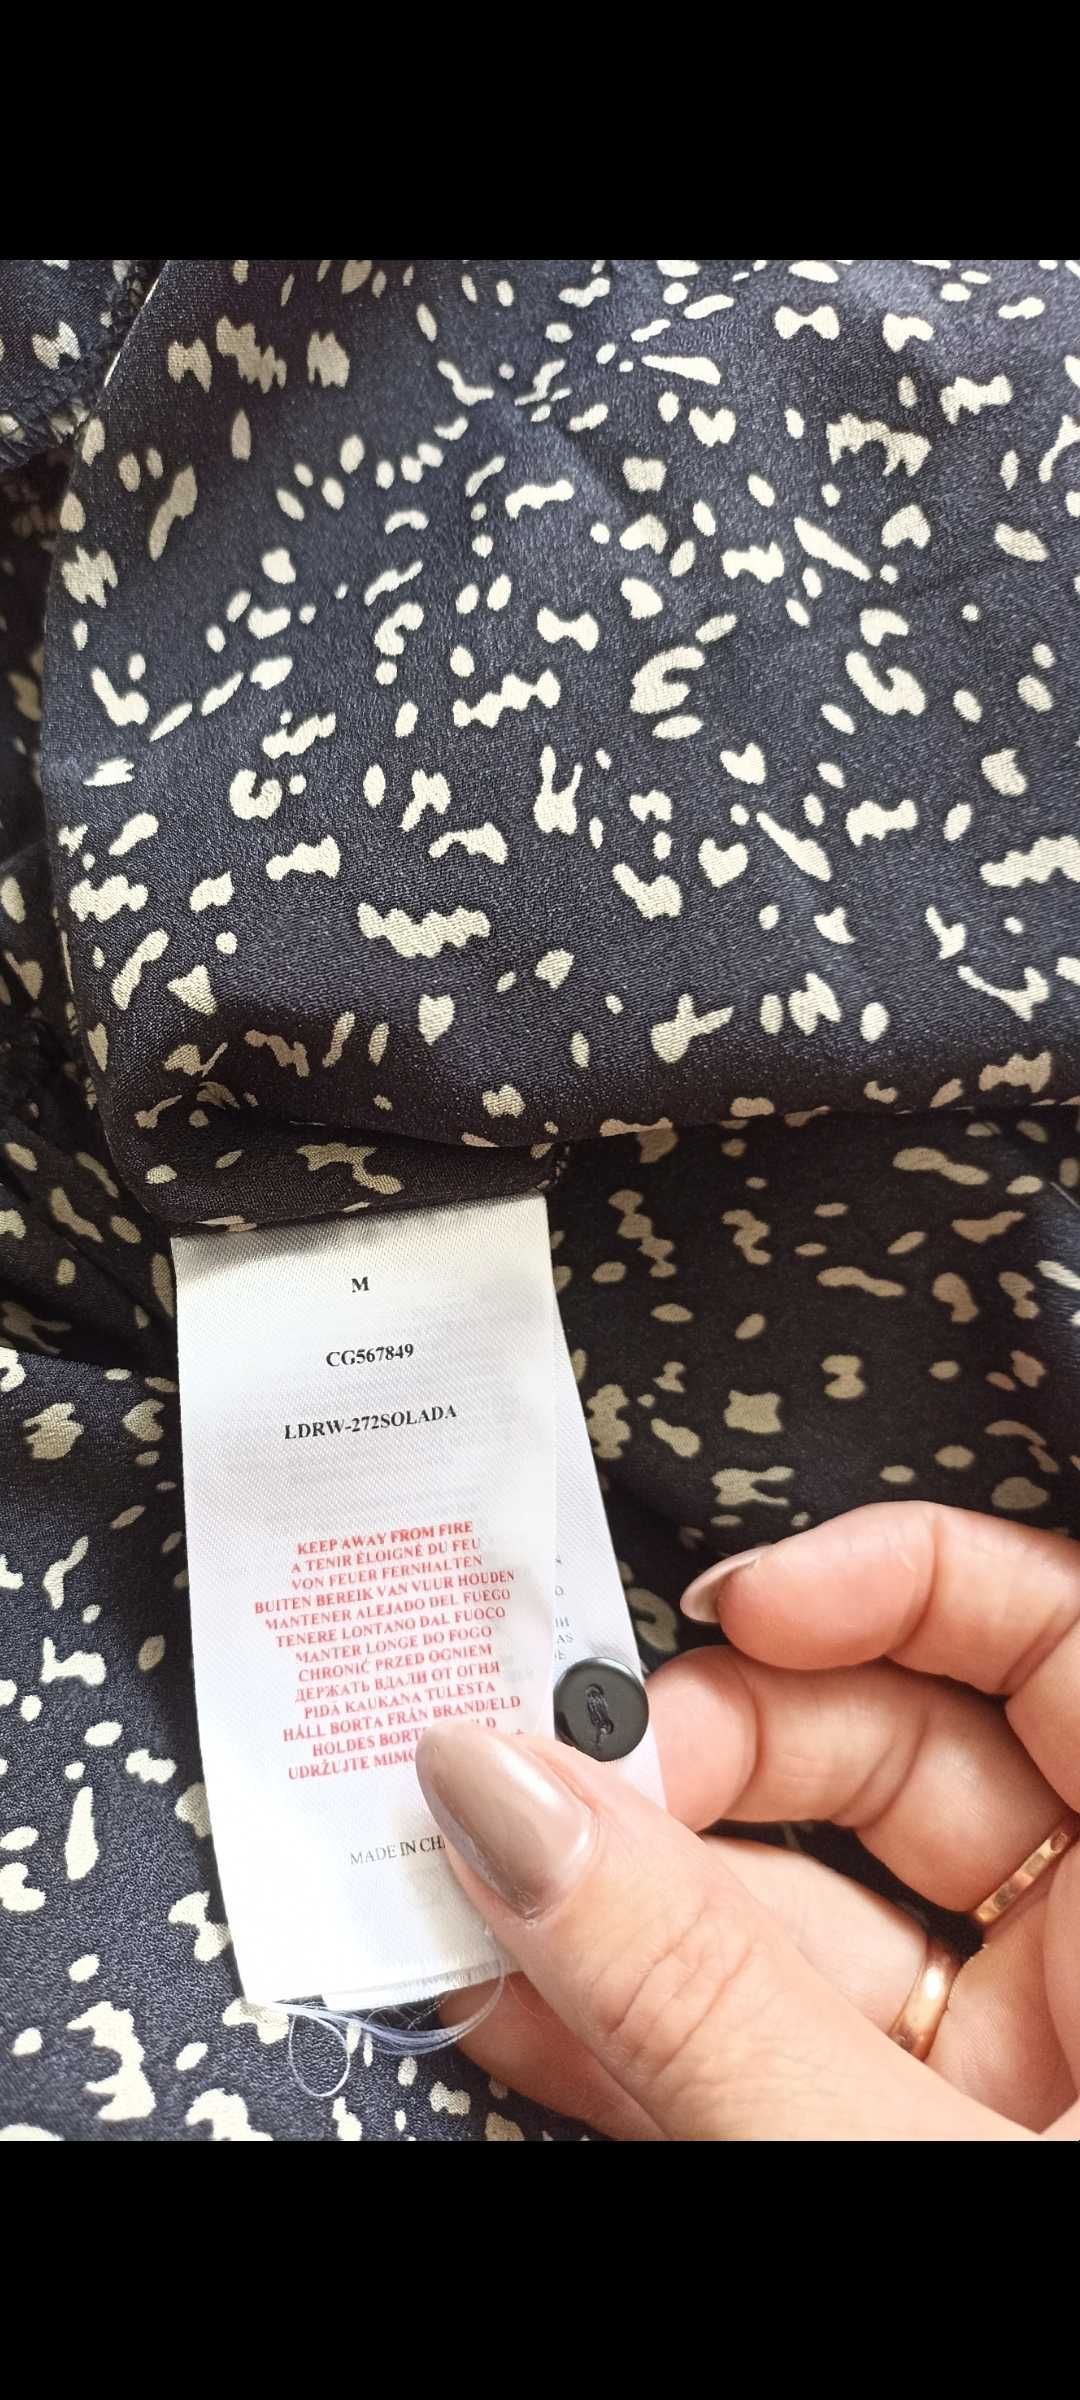 M
CG567849
LDRW-272SOLADA
KEEP AWAY FROM FIRE
A TENIR ÉLOIGNÉ DU FEU
VON FEUER FERNHALTEN
BUITEN BEREIK VAN VUUR HOUDEN
MANTENER ALEJADO DEL FUEGO
TENERE LONTANO DAL FUOCO
MANTER LONGE DO FOGO
CHRONIĆ PRZED OGNIEM
ДЕРЖАТЬ ВДАЛИ ОТ ОГНЯ
PIDÄ KAUKANA TULESTA
HÅLL BORTA FRÅN BRAND/ELD
HOLDES
UDRŽUJTE
MADE IN